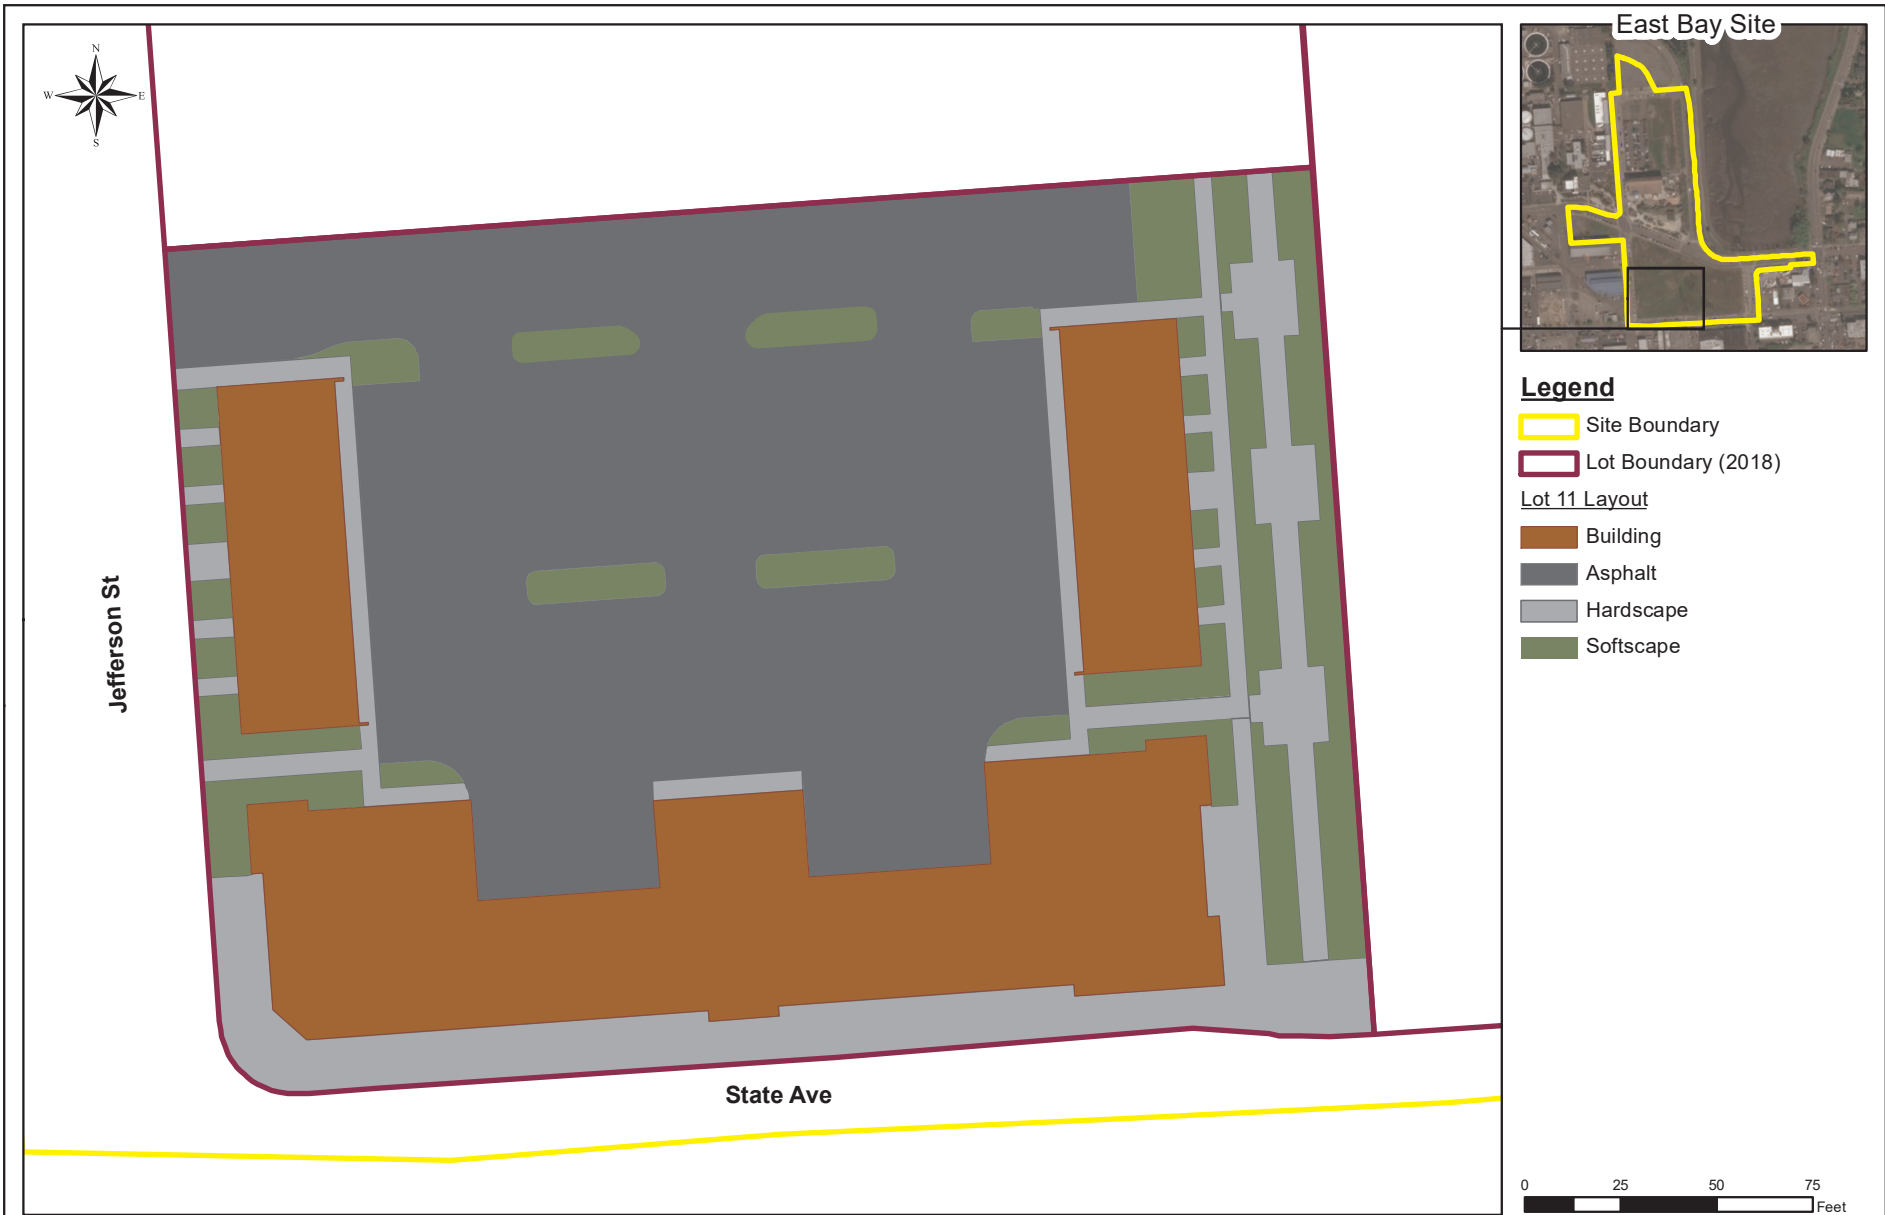 N
W
E
S
East Bay Site
Legend
Site Boundary
Lot Boundary (2018)
Lot 11 Layout
Building
Asphalt
Hardscape
Softscape
Jefferson St
State Ave
0 25 50 75
Feet